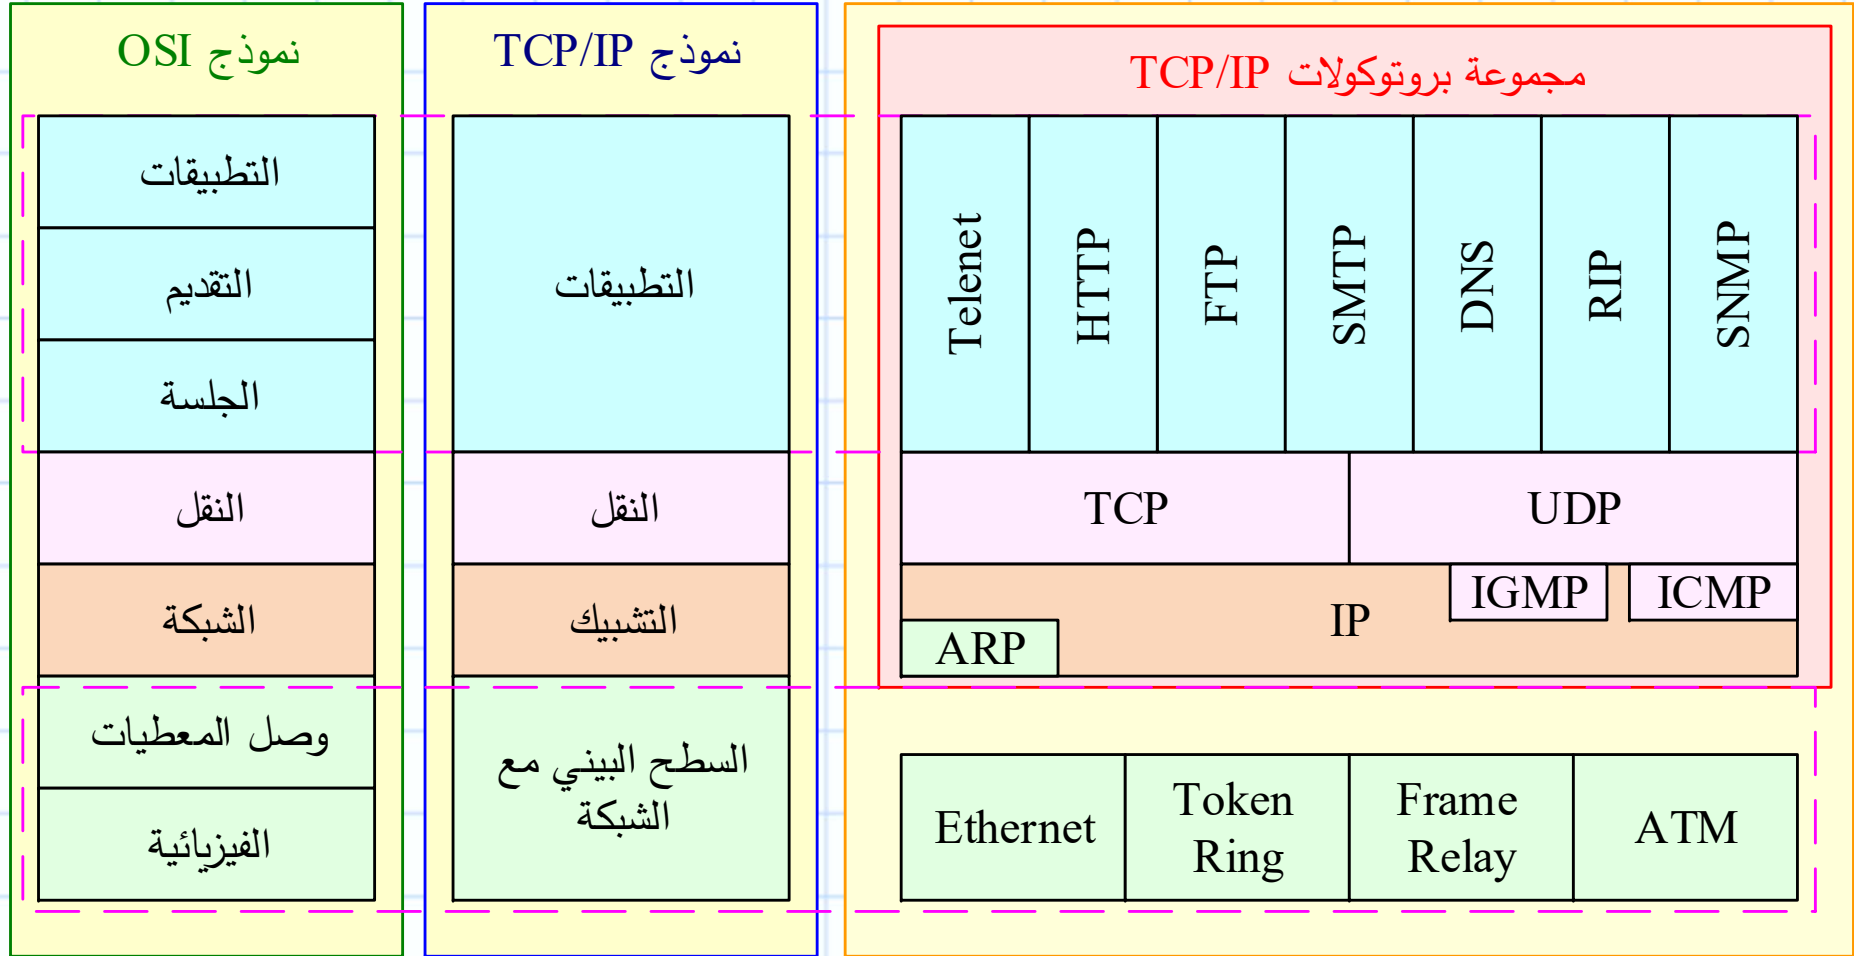 نموذج OSI
التطبيقات
التقديم
الجلسة
النقل
الشبكة
وصل المعطيات
الفيزيائية
نموذج TCP/IP
التطبيقات
النقل
التشبيك
السطح البيني مع
الشبكة
مجموعة بروتوكولات TCP/IP
Telenet
HTTP
FTP
SMTP
DNS
RIP
SNMP
TCP
UDP
IP
IGMP
ICMP
ARP
Ethernet
Token
Ring
Frame
Relay
ATM